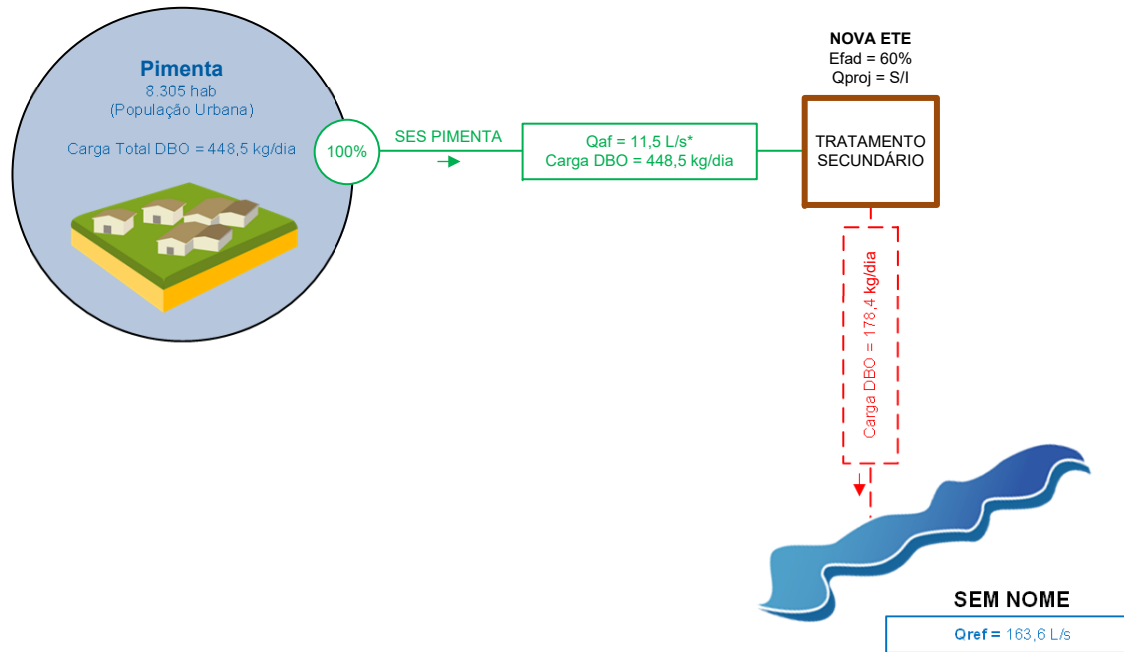 Pimenta
8.305 hab
(População Urbana)
Carga Total DBO = 448,5 kg/dia
100%
SES PIMENTA
Qaf = 11,5 L/s*
Carga DBO = 448,5 kg/dia
NOVA ETE
Efad = 60%
Qproj = S/I
TRATAMENTO
SECUNDÁRIO
Carga DBO = 178,4 kg/dia
SEM NOME
Qref = 163,6 L/s